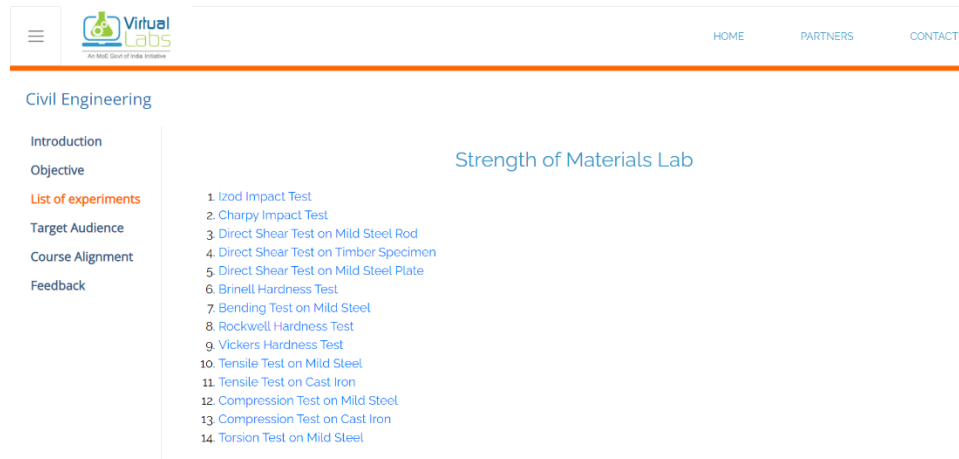 Virtual
Labs
An MoE Govt of India Initiative
HOME
PARTNERS
CONTACT
Civil Engineering
Introduction
Objective
List of experiments
Target Audience
Course Alignment
Feedback
Strength of Materials Lab
1. Izod Impact Test
2. Charpy Impact Test
3. Direct Shear Test on Mild Steel Rod
4. Direct Shear Test on Timber Specimen
5. Direct Shear Test on Mild Steel Plate
6. Brinell Hardness Test
7. Bending Test on Mild Steel
8. Rockwell Hardness Test
9. Vickers Hardness Test
10. Tensile Test on Mild Steel
11. Tensile Test on Cast Iron
12. Compression Test on Mild Steel
13. Compression Test on Cast Iron
14. Torsion Test on Mild Steel